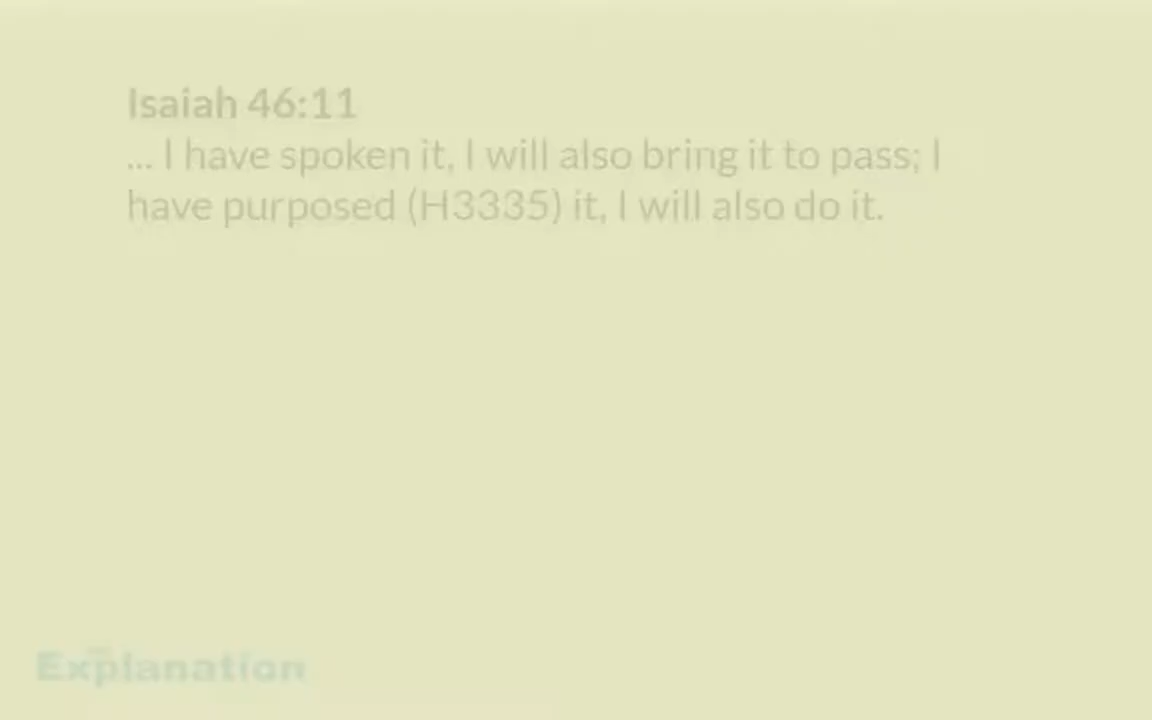 Isaiah 46:11
... I have spoken it, I will also bring it to pass; I
have purposed (H3335) it, I will also do it.
Explanation